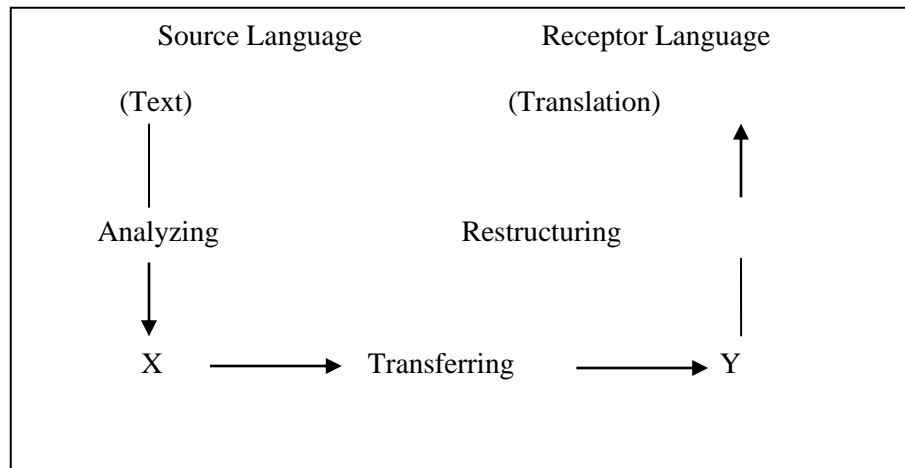 Source Language Receptor Language
(Text) (Translation)
Analyzing Restructuring
X Transferring Y